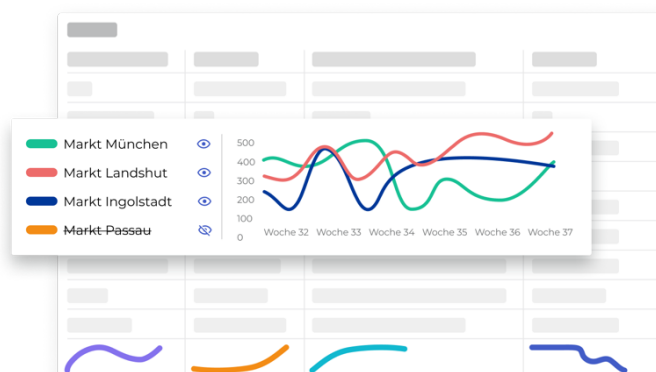 Markt München
Markt Landshut
Markt Ingolstadt
Markt Passau
500
400
300
200
100
0
Woche 32 Woche 33 Woche 34 Woche 35 Woche 36 Woche 37